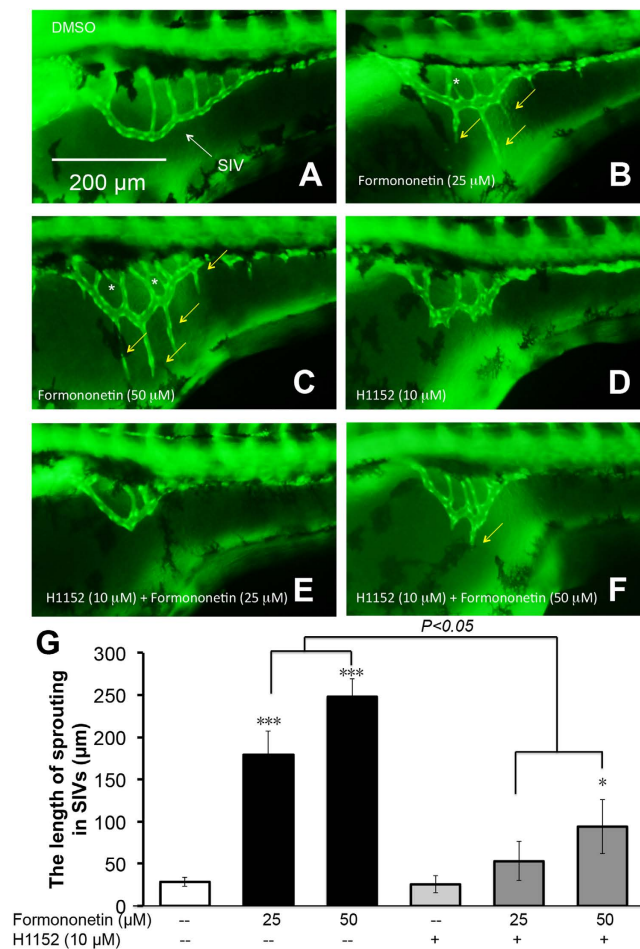 DMSO
SIV
200 µm
A
*
Formononetin (25 µM)
B
* *
Formononetin (50 µM)
C
H1152 (10 µM)
D
H1152 (10 µM) + Formononetin (25 µM)
E
H1152 (10 µM) + Formononetin (50 µM)
F
G
P<0.05
The length of sprouting
in SIVs (µm)
300
250
200
150
100
50
0
***
***
*
Formononetin (µM) -- 25 50 -- 25 50
H1152 (10 µM) -- -- -- + + +